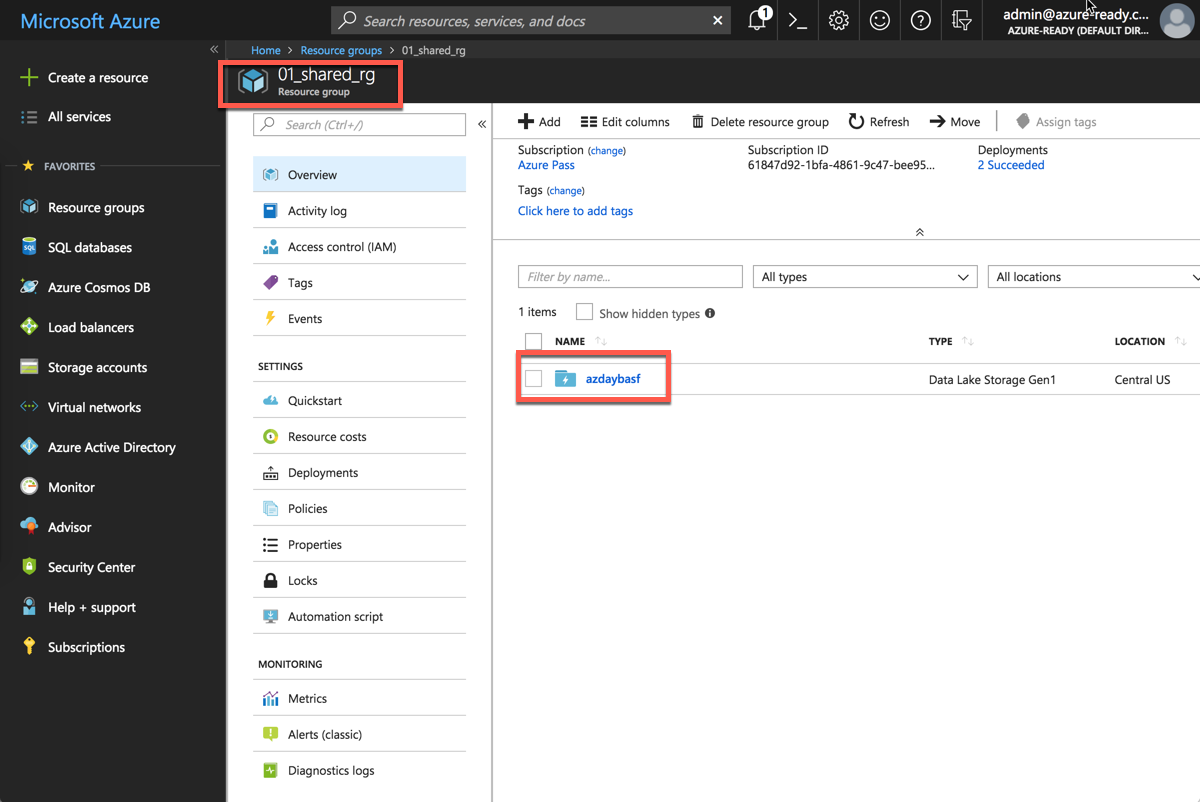 Microsoft Azure
Search resources, services, and docs
1
admin@azure-ready.c...
AZURE-READY (DEFAULT DIR...
Create a resource
All services
FAVORITES
Resource groups
SQL databases
Azure Cosmos DB
Load balancers
Storage accounts
Virtual networks
Azure Active Directory
Monitor
Advisor
Security Center
Help + support
Subscriptions
Home > Resource groups > 01_shared_rg
01_shared_rg
Resource group
Search (Ctrl+/)
Overview
Activity log
Access control (IAM)
Tags
Events
SETTINGS
Quickstart
Resource costs
Deployments
Policies
Properties
Locks
Automation script
MONITORING
Metrics
Alerts (classic)
Diagnostics logs
Add Edit columns Delete resource group Refresh Move Assign tags
Subscription (change) Subscription ID Deployments
Azure Pass 61847d92-1bfa-4861-9c47-bee95... 2 Succeeded
Tags (change)
Click here to add tags
Filter by name... All types All locations
1 items Show hidden types
NAME TYPE LOCATION
azdaybasf Data Lake Storage Gen1 Central US